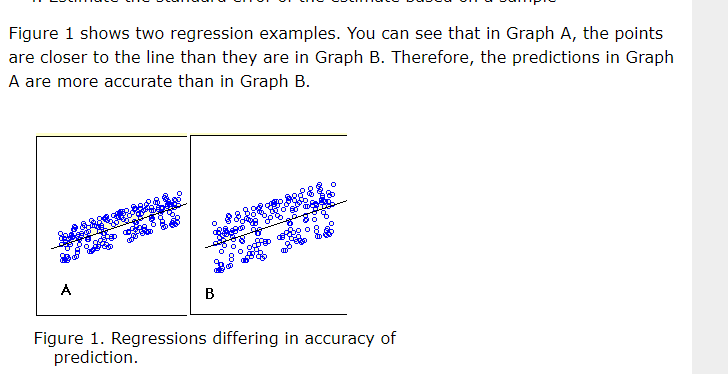 Figure 1 shows two regression examples. You can see that in Graph A, the points
are closer to the line than they are in Graph B. Therefore, the predictions in Graph
A are more accurate than in Graph B.
A
B
Figure 1. Regressions differing in accuracy of
prediction.